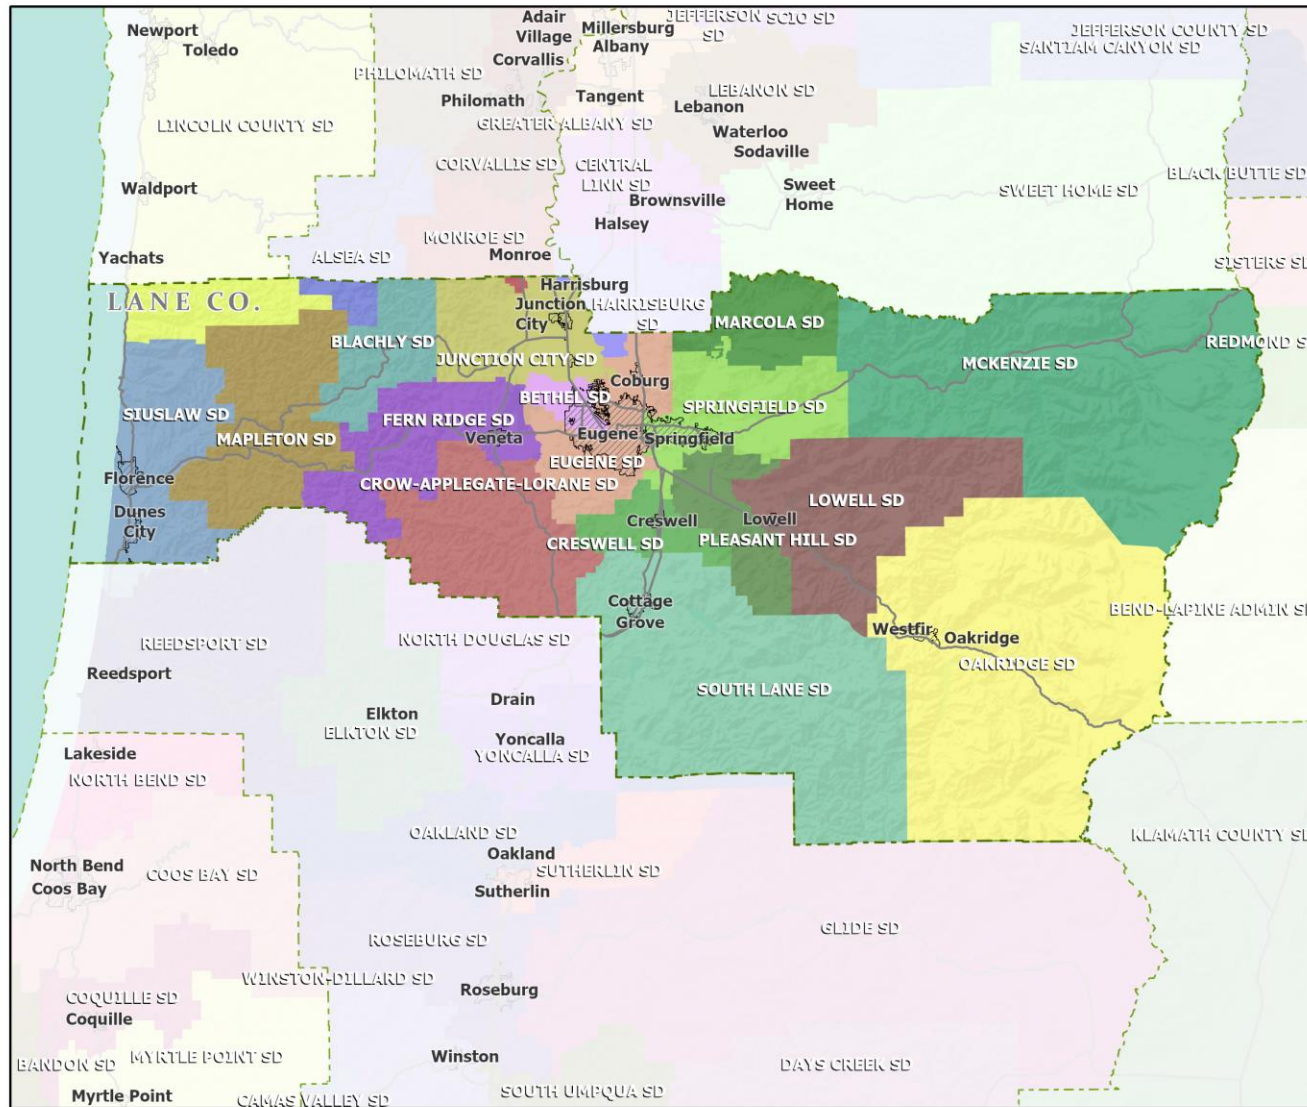 Newport
Toledo
Adair
Village
Corvallis
Millersburg
Albany
JEFFERSON
SD
SCIO SD
JEFFERSON COUNTY SD
SANTIAM CANYON SD
PHILOMATH SD
Philomath
Tangent
LEBANON SD
Lebanon
LINCOLN COUNTY SD
GREATER ALBANY SD
Waterloo
Sodaville
CORVALLIS SD
CENTRAL
LINN SD
BLACK BUTTE SD
Waldport
Brownsville
Sweet
Home
SWEET HOME SD
Halsey
MONROE SD
Monroe
Yachats
ALSEA SD
SISTERS SD
Harrisburg
LANE CO.
Junction
City
HARRISBURG
SD
MARCOLA SD
BLACHLY SD
REDMOND S
JUNCTION CITY SD
MCKENZIE SD
Coburg
BETHEL SD
SIUSLAW SD
FERN RIDGE SD
SPRINGFIELD SD
MAPLETON SD
Veneta
Eugene
Springfield
EUGENE SD
Florence
CROW-APPLEGATE-LORANE SD
LOWELL SD
Dunes
City
Creswell
Lowell
CRESWELL SD
PLEASANT HILL SD
Cottage
Grove
BEND-LAPINE ADMIN S
REEDSPORT SD
NORTH DOUGLAS SD
Westfir
Oakridge
OAKRIDGE SD
Reedsport
SOUTH LANE SD
Drain
Elkton
ELKTON SD
Yoncalla
YONCALLA SD
Lakeside
NORTH BEND SD
OAKLAND SD
KLAMATH COUNTY S
Oakland
North Bend
Coos Bay
COOS BAY SD
SUTHERLIN SD
Sutherlin
GLIDE SD
ROSEBURG SD
WINSTON-DILLARD SD
Roseburg
COQUILLE SD
Coquille
BANDON SD
MYRTLE POINT SD
Winston
DAYS CREEK SD
Myrtle Point
CAMAS VALLEY SD
SOUTH UMPQUA SD